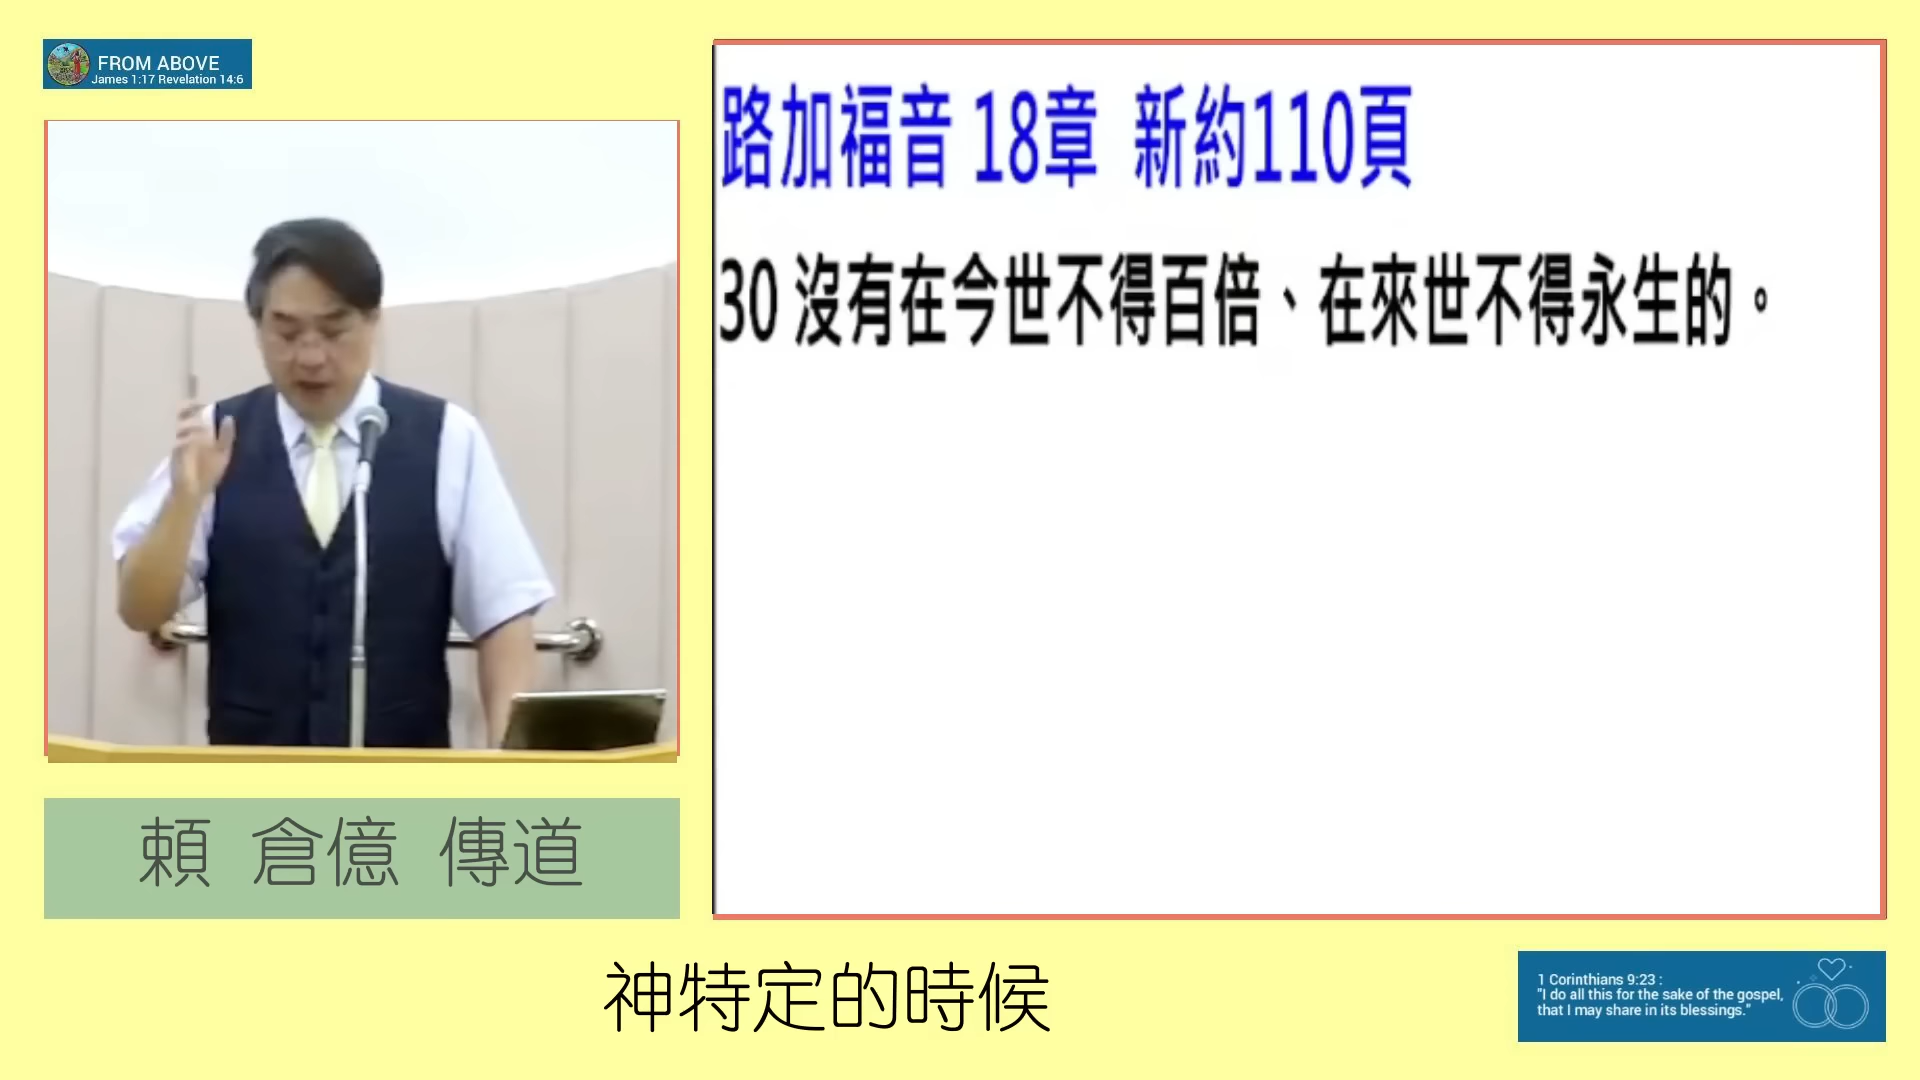 FROM ABOVE
James 1:17 Revelation 14:6
路加福音 18章 新約110頁
30 沒有在今世不得百倍、在來世不得永生的。
賴 倉億 傳道
神特定的時候
1 Corinthians 9:23 :
"I do all this for the sake of the gospel,
that I may share in its blessings."